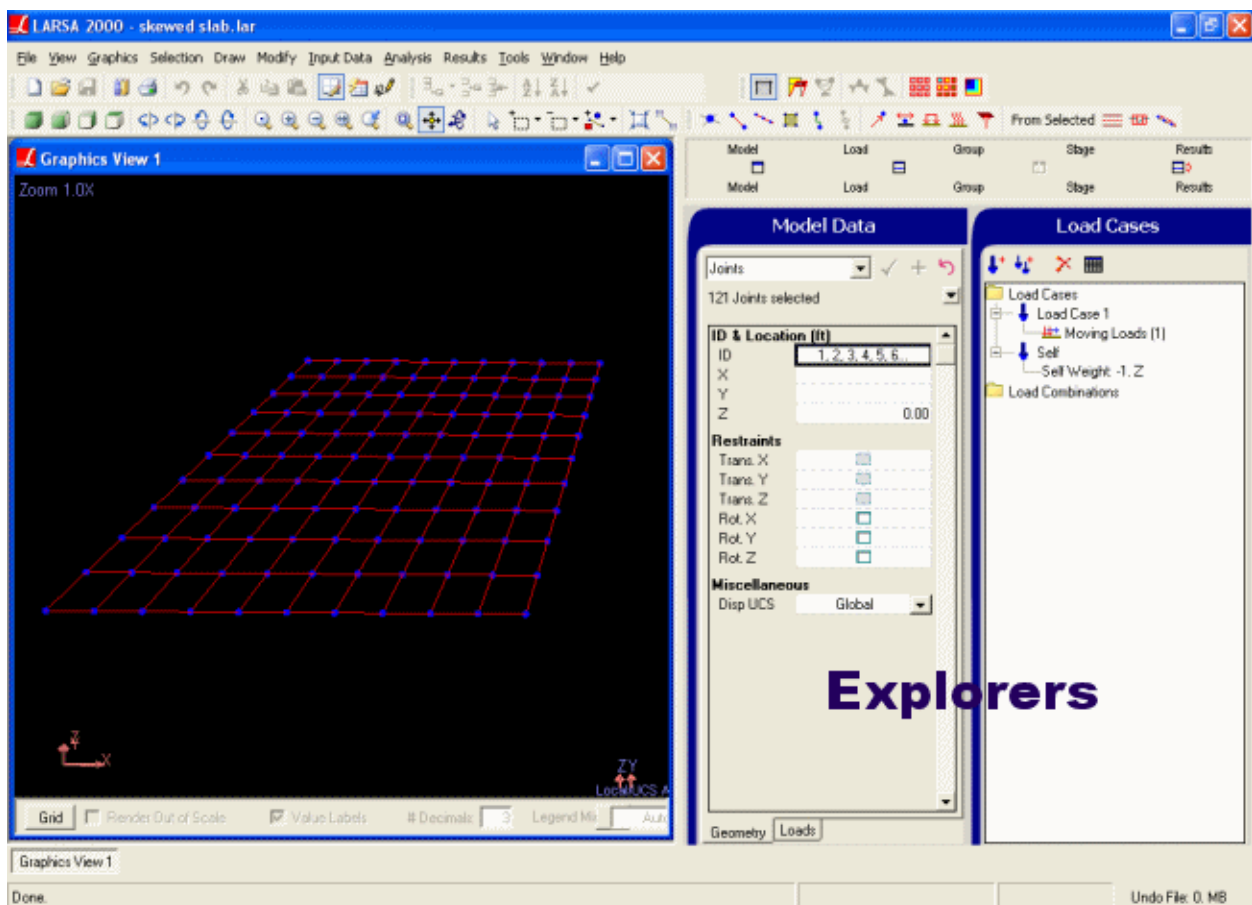 LARSA 2000 - skewed slab.lar
File View Graphics Selection Draw Modify Input Data Analysis Results Tools Window Help
From Selected
Graphics View 1
Zoom 1.0X
Z
X
ZY
Local UCS A
Grid Render Out of Scale Value Labels # Decimals: 3 Legend Mi Auto
Model Load Group Stage Results
Model Load Group Stage Results
Model Data
Joints
121 Joints selected
ID & Location (ft)
ID 1, 2, 3, 4, 5, 6...
X
Y
Z 0.00
Restraints
Trans. X
Trans. Y
Trans. Z
Rot. X
Rot. Y
Rot. Z
Miscellaneous
Disp UCS Global
Geometry Loads
Load Cases
Load Cases
Load Case 1
Moving Loads (1)
Self
Self Weight: -1. Z
Load Combinations
Explorers
Graphics View 1
Done.
Undo File: 0. MB